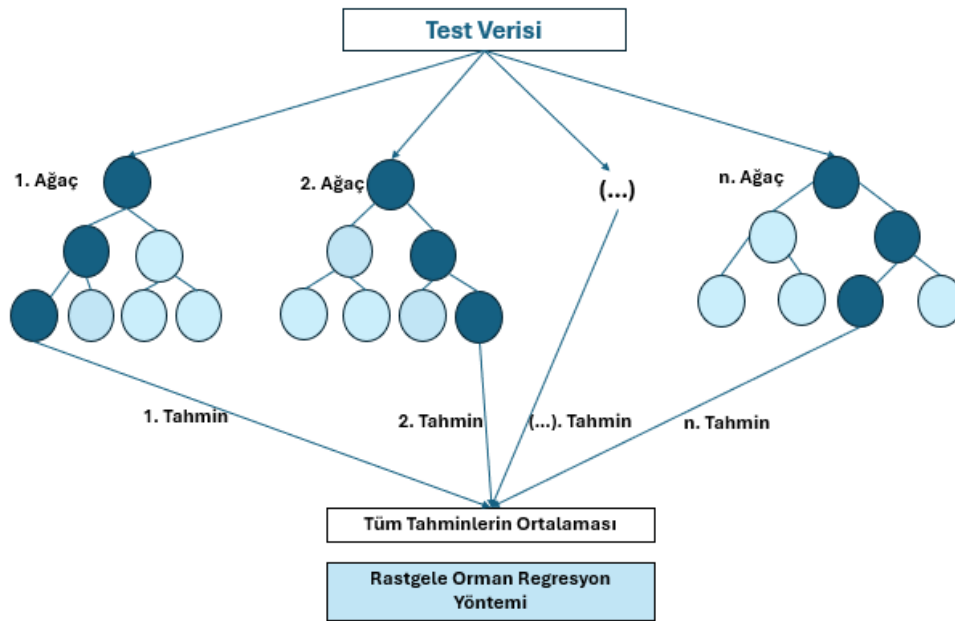 Test Verisi
1. Ağaç
2. Ağaç
(...)
n. Ağaç
1. Tahmin
2. Tahmin
(...). Tahmin
n. Tahmin
Tüm Tahminlerin Ortalaması
Rastgele Orman Regresyon
Yöntemi